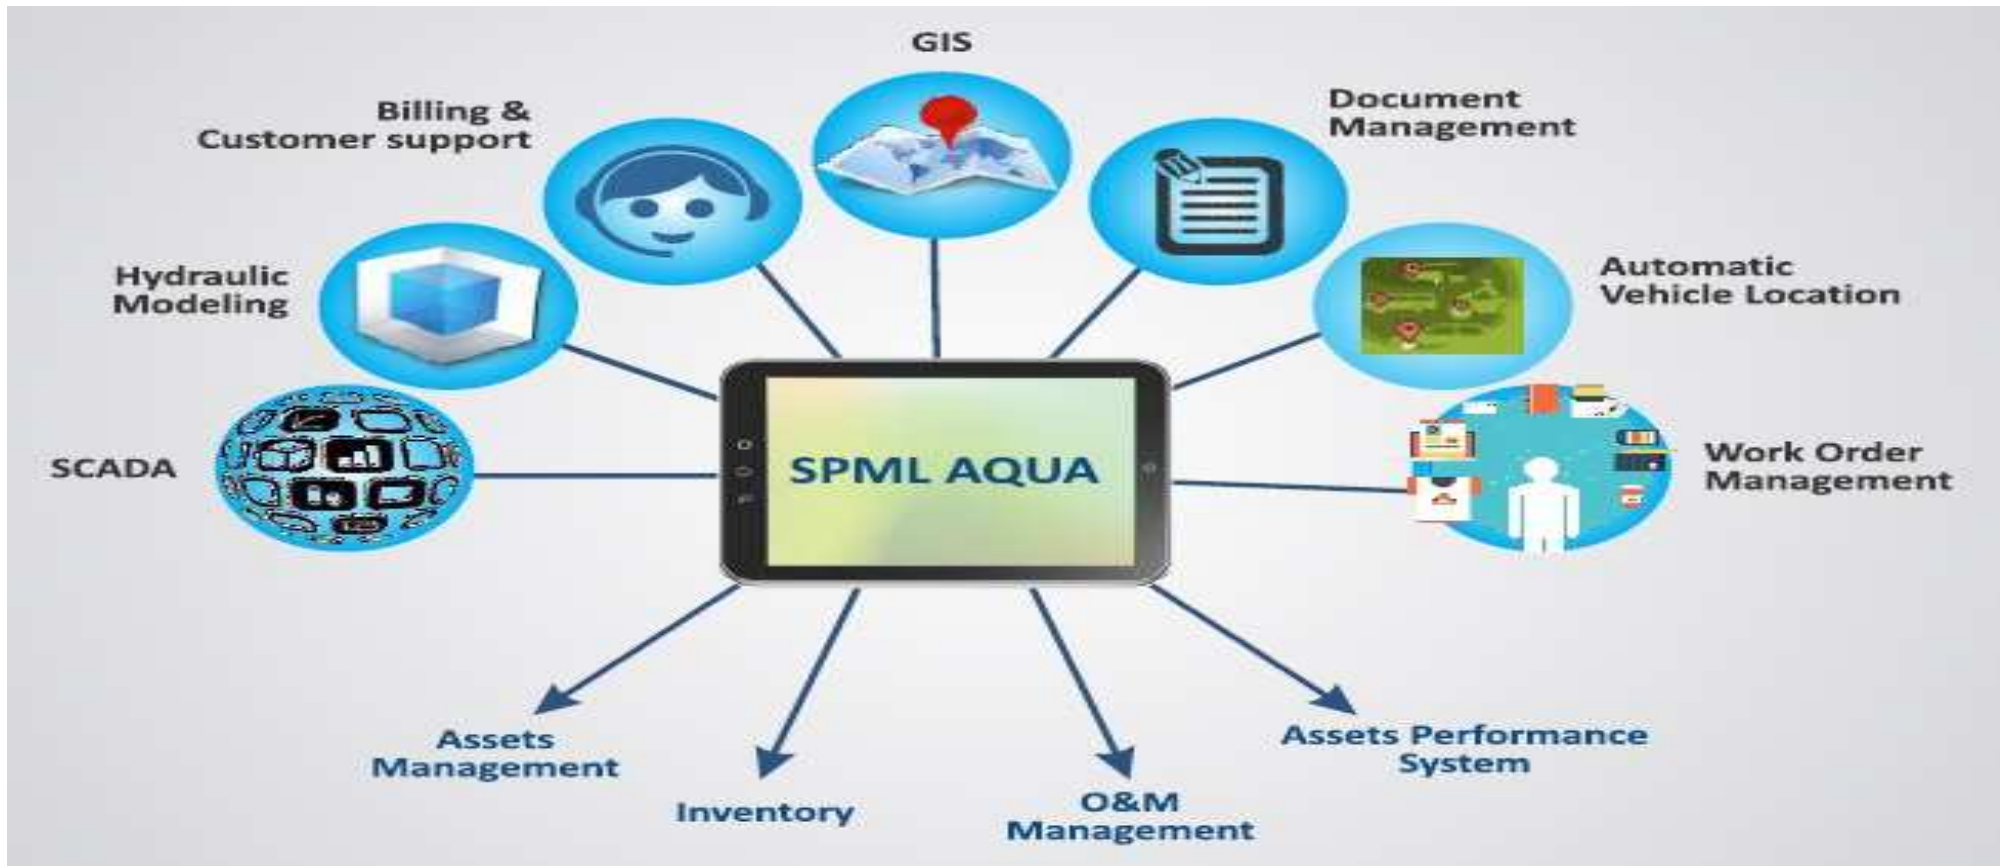 GIS
Billing &
Customer support
Document
Management
Hydraulic
Modeling
Automatic
Vehicle Location
SCADA
SPML AQUA
Work Order
Management
Assets
Management
Inventory
O&M
Management
Assets Performance
System